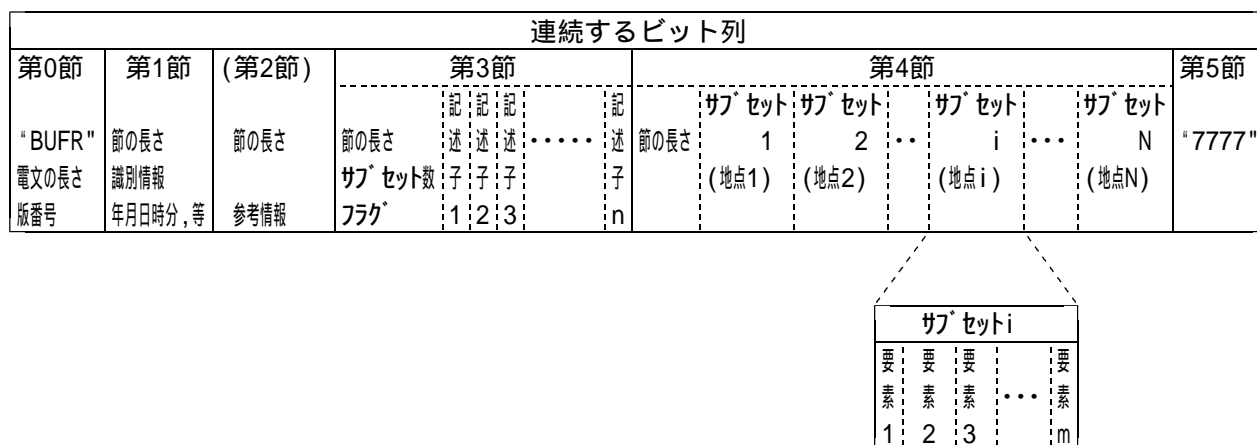 連続するビット列
第0節 第1節 (第2節) 第3節 第4節 第5節
"BUFR" 電文の長さ 版番号
節の長さ 識別情報 年月日時分,等
節の長さ 参考情報
節の長さ サブセット数 フラグ
記述子1 記述子2 記述子3 ・・・・・ 記述子n
節の長さ
サブセット1 (地点1)
サブセット2 (地点2)
・・
サブセットi (地点i)
・・・
サブセットN (地点N)
"7777"
サブセットi
要素1 要素2 要素3 ・・・ 要素m